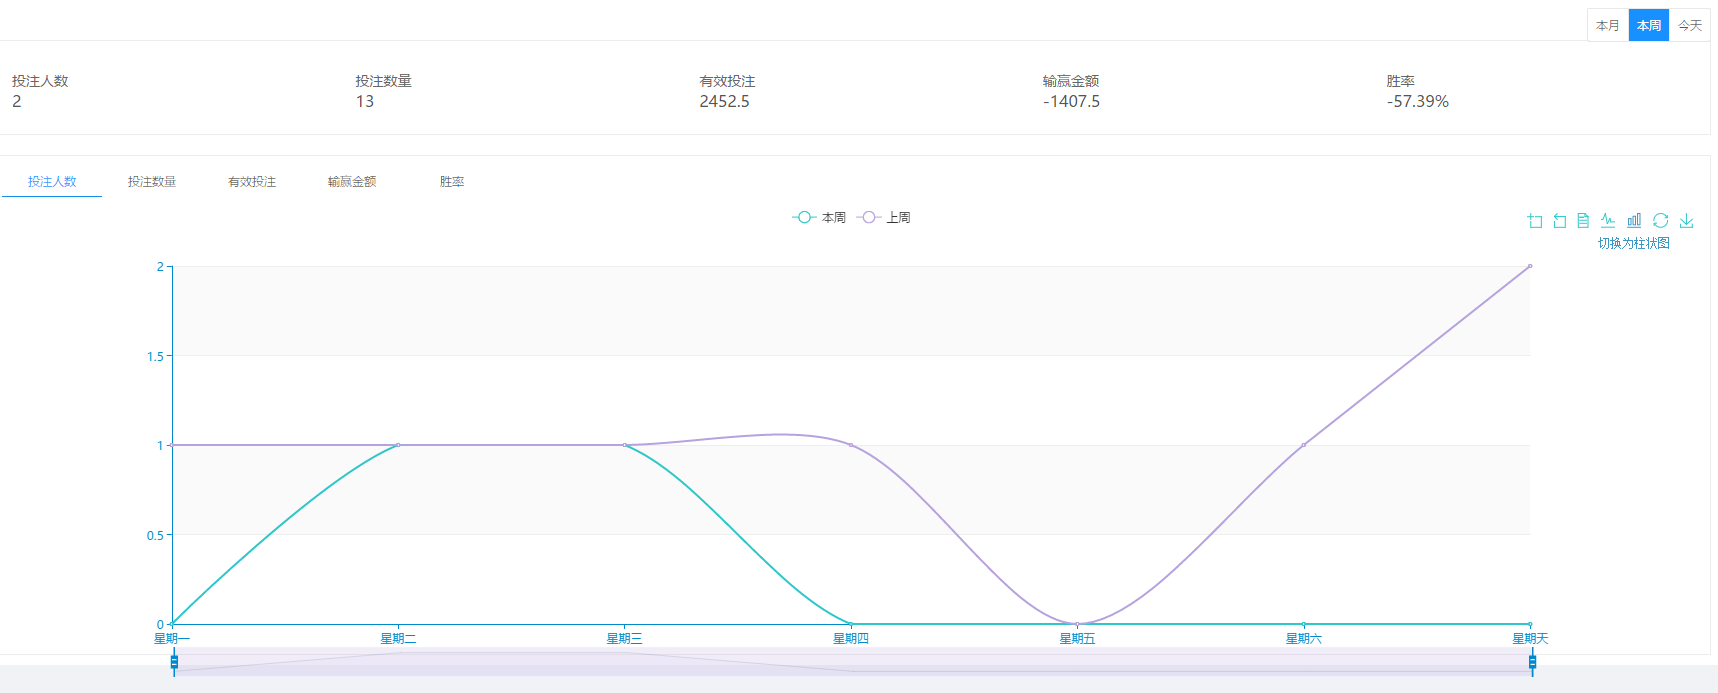 本月 本周 今天
投注人数 投注数量 有效投注 输赢金额 胜率
2 13 2452.5 -1407.5 -57.39%
投注人数 投注数量 有效投注 输赢金额 胜率
本周 上周
切换为柱状图
2
1.5
1
0.5
0
星期一 星期二 星期三 星期四 星期五 星期六 星期天